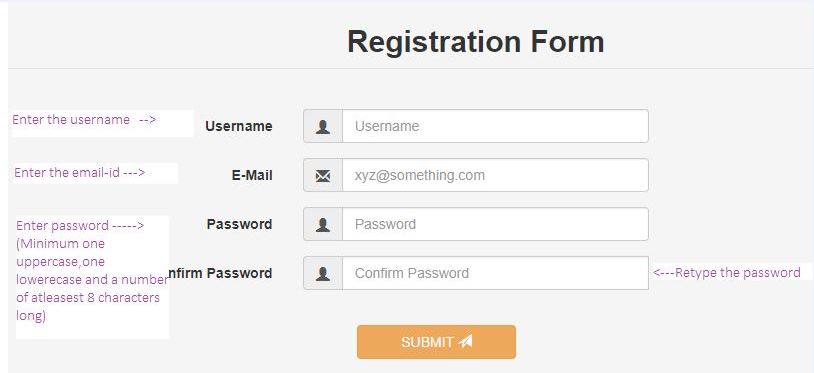 Registration Form
Enter the username -->
Username
Username
Enter the email-id --->
E-Mail
xyz@something.com
Enter password ----->
(Minimum one
uppercase,one
lowerecase and a number
of atleasest 8 characters
long)
Password
Password
nfirm Password
Confirm Password
<---Retype the password
SUBMIT